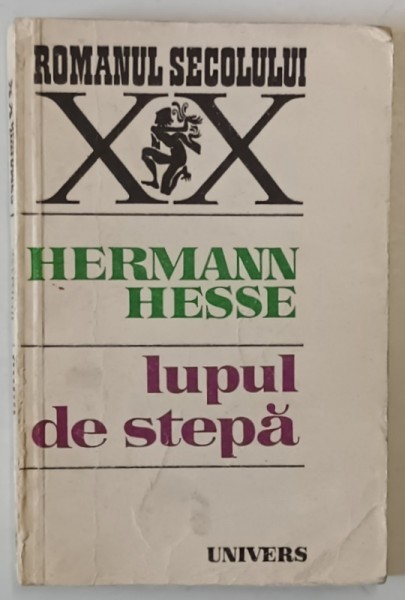 ROMANUL SECOLULUI
XX
HERMANN
HESSE
lupul
de stepă
UNIVERS